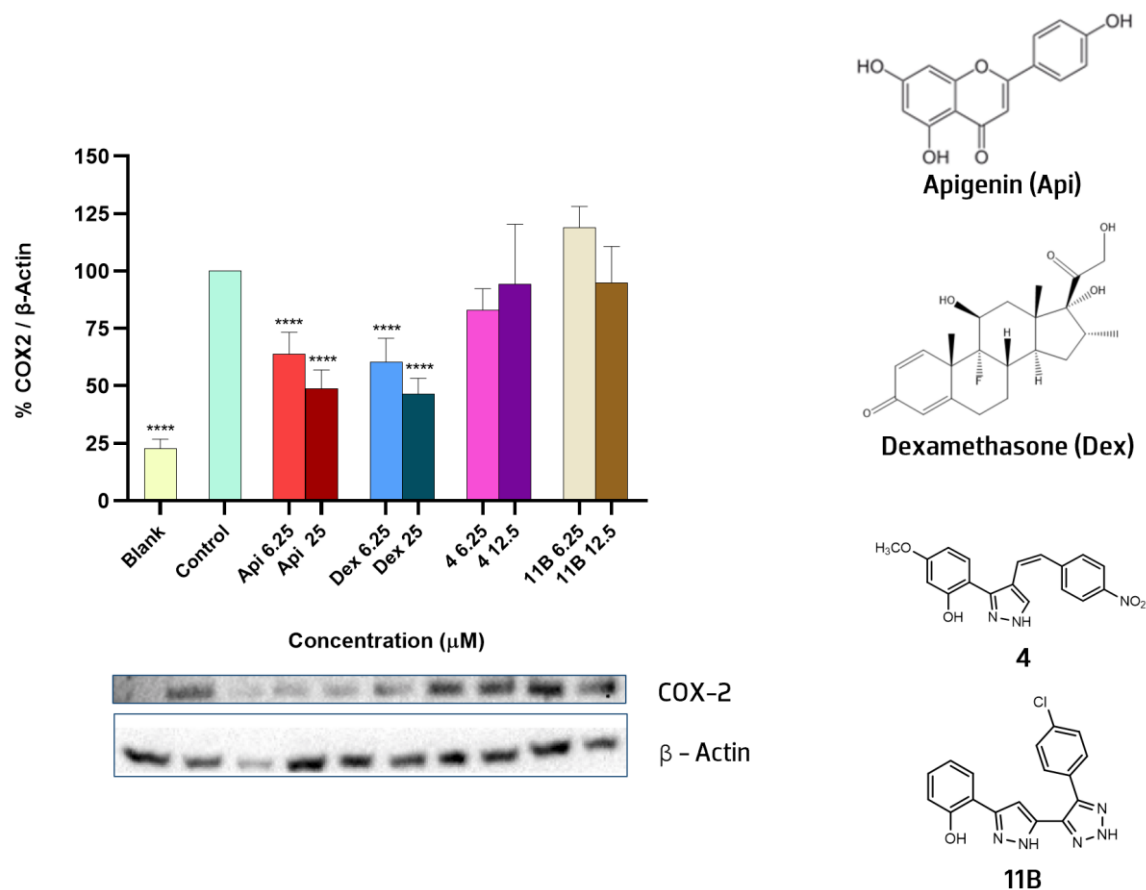 150
125
100
75
50
25
0
% COX2 / β-Actin
****
****
****
****
****
Blank
Control
Api 6.25
Api 25
Dex 6.25
Dex 25
4 6.25
4 12.5
11B 6.25
11B 12.5
Concentration (μM)
COX-2
β - Actin
OH
HO
O
OH
O
Apigenin (Api)
OH
O
HO
OH
H
F
H
O
Dexamethasone (Dex)
H₃CO
OH
N
NH
NO₂
4
Cl
N
NH
N
OH
N
NH
11B